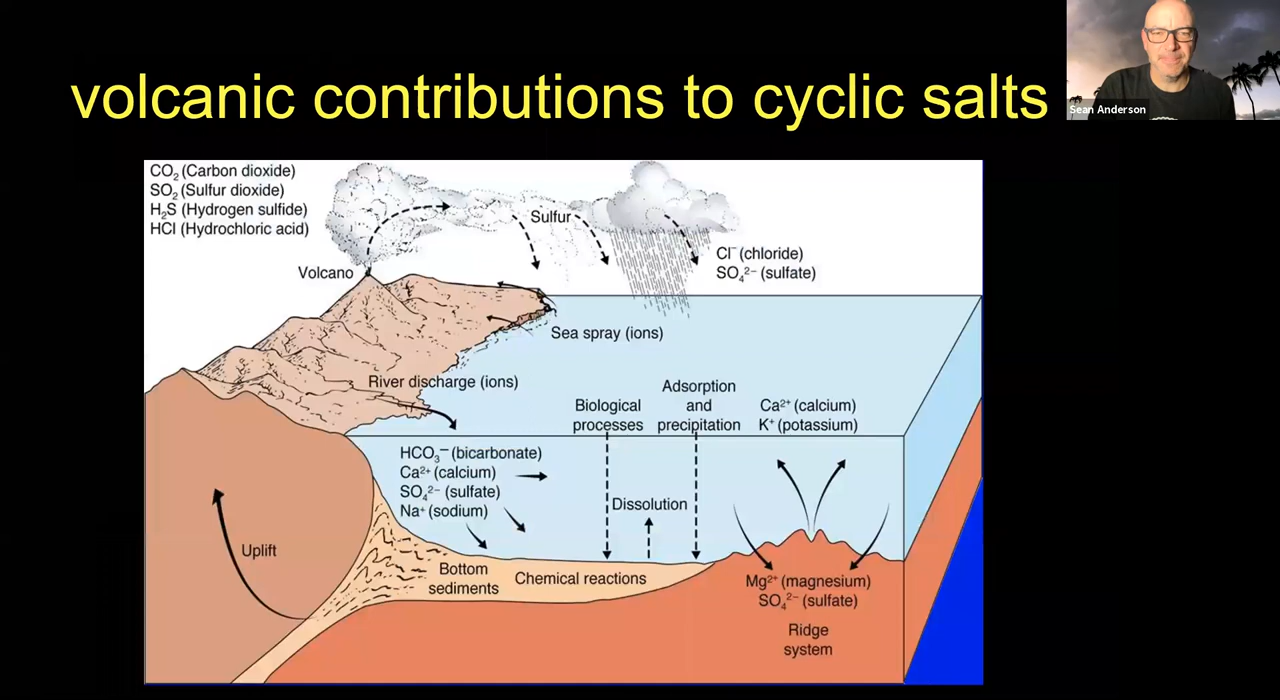 volcanic contributions to cyclic salts
Sean Anderson
CO₂ (Carbon dioxide)
SO₂ (Sulfur dioxide)
H₂S (Hydrogen sulfide)
HCl (Hydrochloric acid)
Sulfur
Volcano
Cl⁻ (chloride)
SO₄²⁻ (sulfate)
Sea spray (ions)
River discharge (ions)
Biological
processes
Adsorption
and
precipitation
Ca²⁺ (calcium)
K⁺ (potassium)
HCO₃⁻ (bicarbonate)
Ca²⁺ (calcium)
SO₄²⁻ (sulfate)
Na⁺ (sodium)
Dissolution
Uplift
Bottom
sediments
Chemical reactions
Mg²⁺ (magnesium)
SO₄²⁻ (sulfate)
Ridge
system